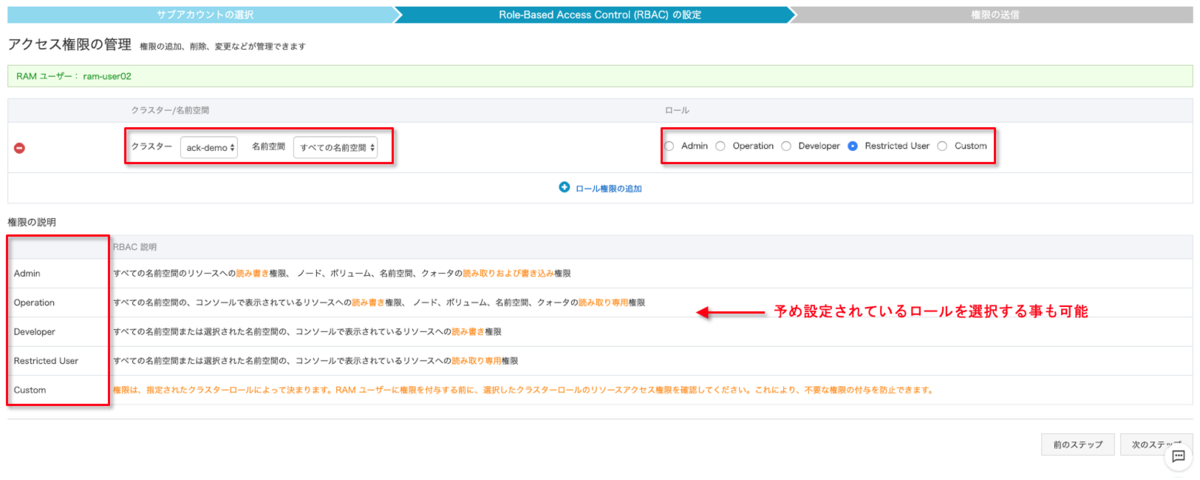 サブアカウントの選択
Role-Based Access Control (RBAC) の設定
権限の送信
アクセス権限の管理 権限の追加、削除、変更などが管理できます
RAM ユーザー： ram-user02
クラスター/名前空間 ロール
クラスター ack-demo 名前空間 すべての名前空間 Admin Operation Developer Restricted User Custom
ロール権限の追加
権限の説明
RBAC 説明
Admin すべての名前空間のリソースへの読み書き権限、 ノード、ボリューム、名前空間、クォータの読み取りおよび書き込み権限
Operation すべての名前空間の、コンソールで表示されているリソースへの読み書き権限、 ノード、ボリューム、名前空間、クォータの読み取り専用権限
予め設定されているロールを選択する事も可能
Developer すべての名前空間または選択された名前空間の、コンソールで表示されているリソースへの読み書き権限
Restricted User すべての名前空間または選択された名前空間の、コンソールで表示されているリソースへの読み取り専用権限
Custom 権限は、指定されたクラスターロールによって決まります。RAM ユーザーに権限を付与する前に、選択したクラスターロールのリソースアクセス権限を確認してください。これにより、不要な権限の付与を防止できます。
前のステップ 次のステップ